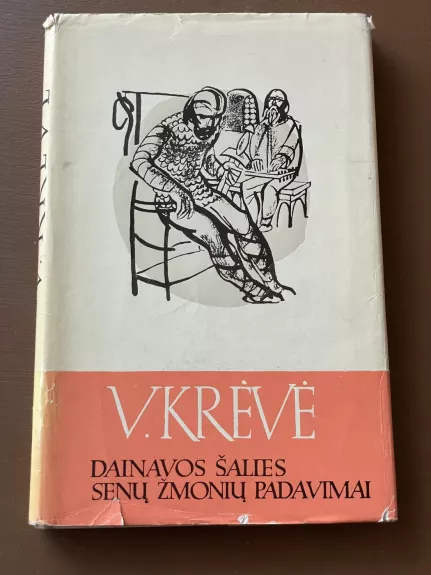 V. KRĖVĖ
DAINAVOS ŠALIES
SENŲ ŽMONIŲ PADAVIMAI